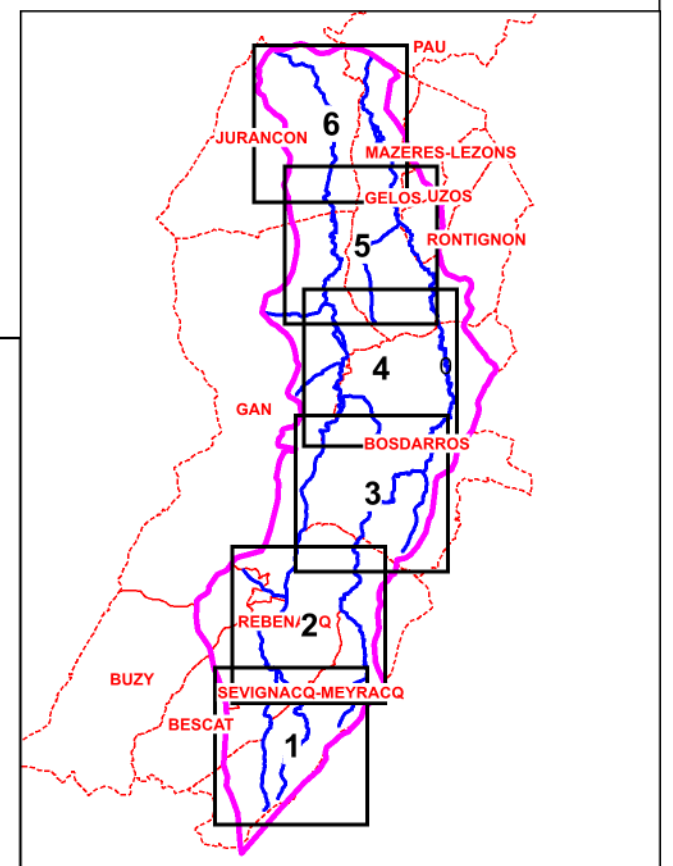 PAU
6
JURANCON
MAZERES-LEZONS
GELOS UZOS
5
RONTIGNON
4
0
GAN
BOSDARROS
3
2
BUZY
SEVIGNACQ-MEYRACQ
BESCAT
1